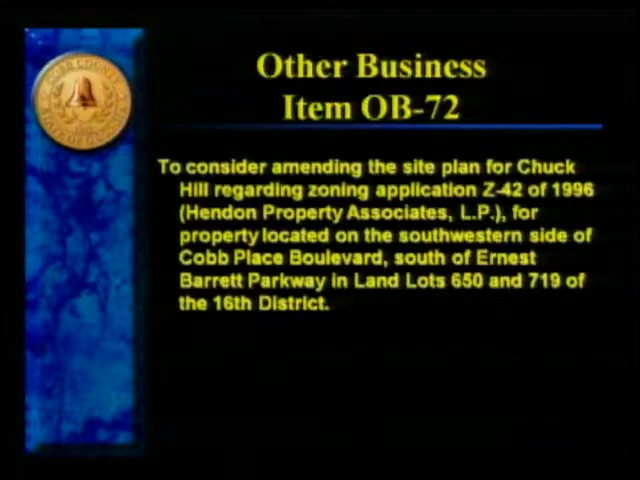 Other Business
Item OB-72
To consider amending the site plan for Chuck
Hill regarding zoning application Z-42 of 1996
(Hendon Property Associates, L.P.), for
property located on the southwestern side of
Cobb Place Boulevard, south of Ernest
Barrett Parkway in Land Lots 650 and 719 of
the 16th District.